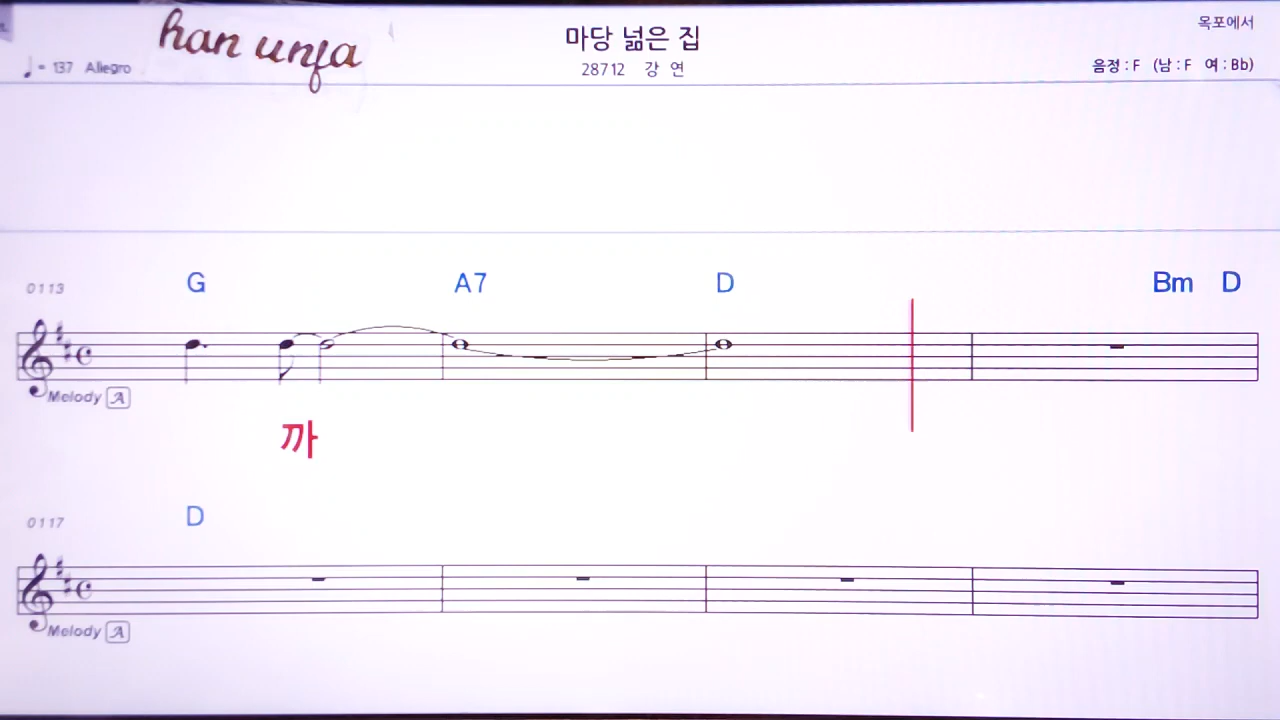 han unfa
마당 넒은 집
목포에서
♩= 137 Allegro
28712 강 연
음정 : F (남 : F 여 : Bb)
0113 G A7 D Bm D
Melody A
까
0117 D
Melody A